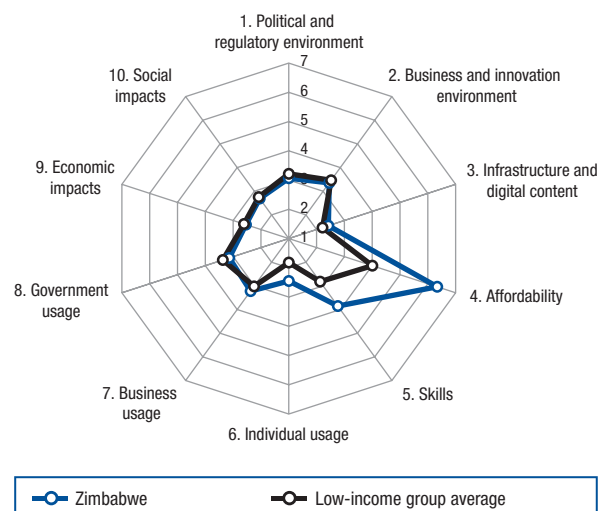 1. Political and
regulatory environment
10. Social
impacts
2. Business and innovation
environment
9. Economic
impacts
3. Infrastructure and
digital content
8. Government
usage
4. Affordability
7. Business
usage
5. Skills
6. Individual usage
7
6
5
4
3
2
1
Zimbabwe
Low-income group average